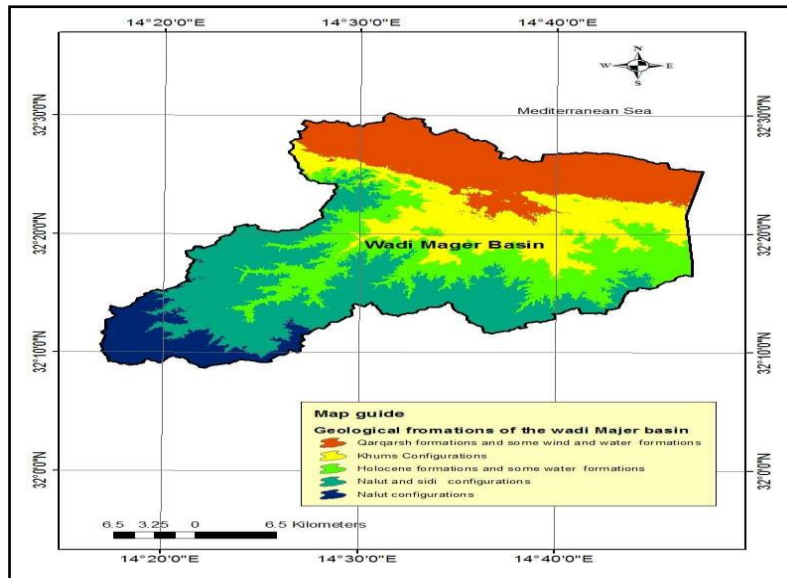 14°20'0"E 14°30'0"E 14°40'0"E
N
W E
S
Mediterranean Sea
32°30'0"N 32°30'0"N
32°20'0"N 32°20'0"N
Wadi Mager Basin
32°10'0"N 32°10'0"N
Map guide
Geological fromations of the wadi Majer basin
Qarqarsh formations and some wind and water formations
Khums Configurations
Holocene formations and some water formations
Nalut and sidi configurations
Nalut configurations
32°0'0"N 32°0'0"N
6.5 3.25 0 6.5 Kilometers
14°20'0"E 14°30'0"E 14°40'0"E